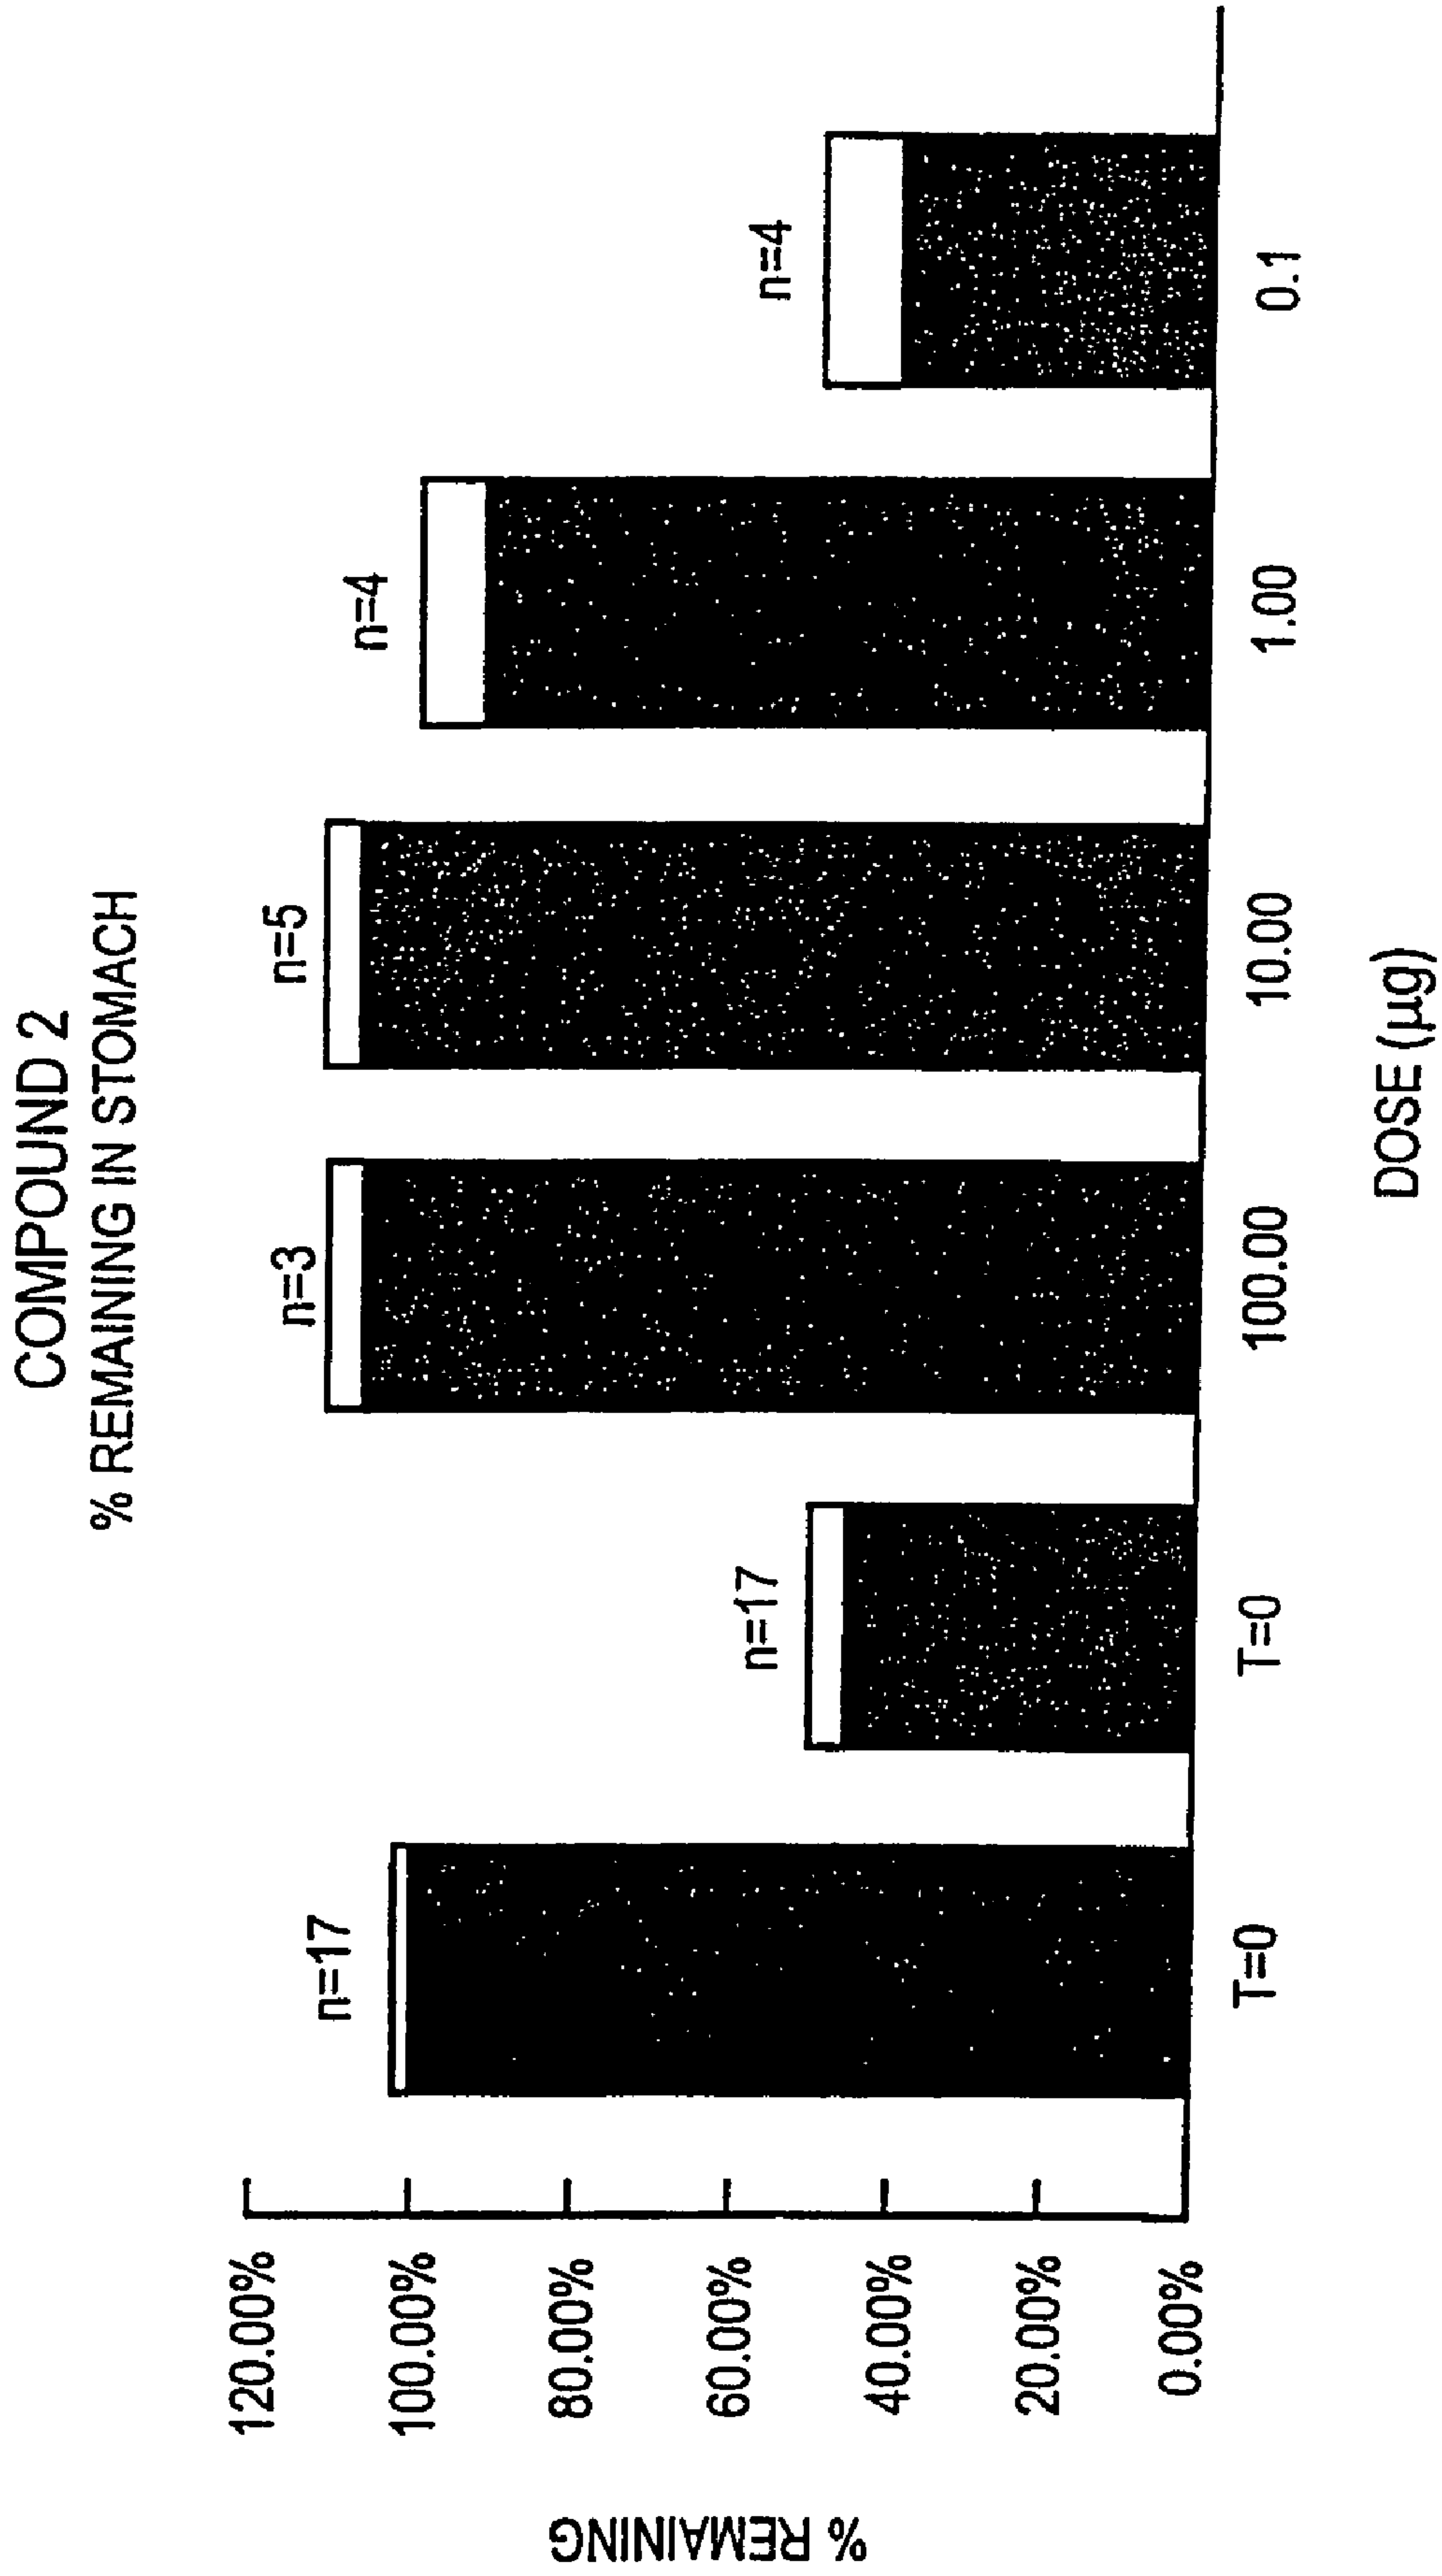 COMPOUND 2
% REMAINING IN STOMACH
% REMAINING
120.00%
100.00%
80.00%
60.00%
40.00%
20.00%
0.00%
n=17
n=17
n=3
n=5
n=4
n=4
T=0
T=0
100.00
10.00
1.00
0.1
DOSE (µg)